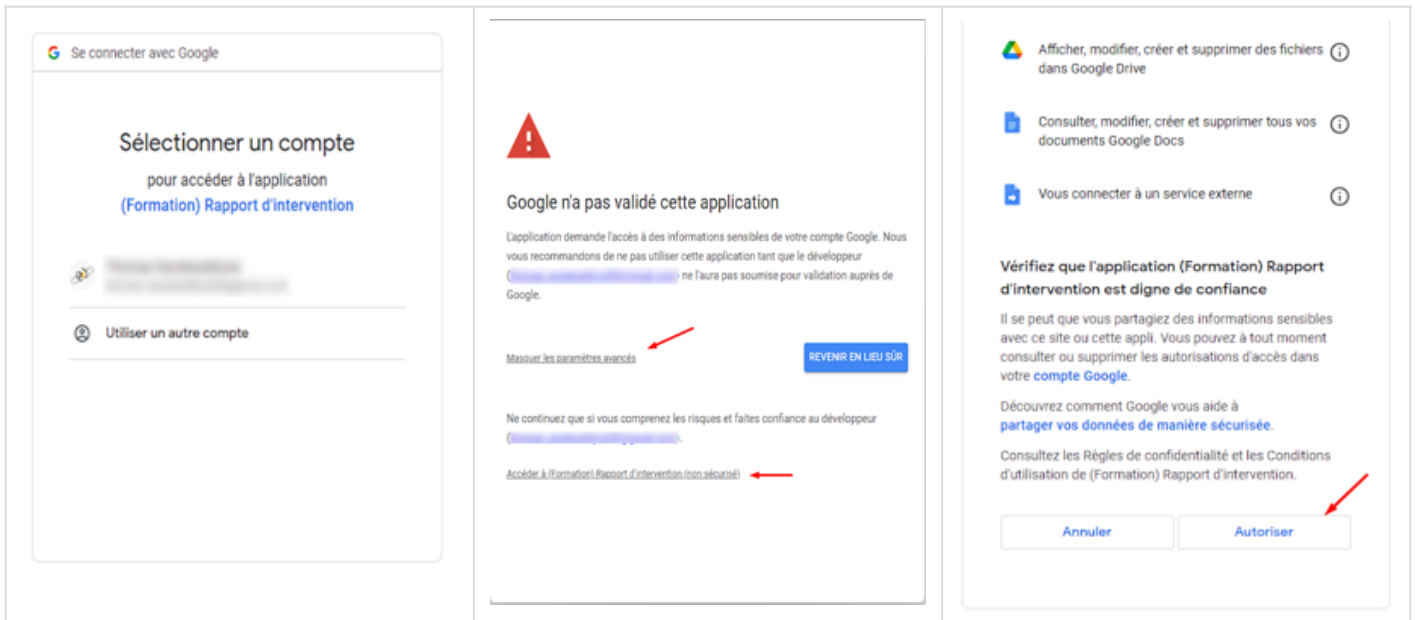 Se connecter avec Google
Sélectionner un compte
pour accéder à l'application
(Formation) Rapport d'intervention
Utiliser un autre compte
Google n'a pas validé cette application
L'application demande l'accès à des informations sensibles de votre compte Google. Nous
vous recommandons de ne pas utiliser cette application tant que le développeur
( ne l'aura pas soumise pour validation auprès de
Google.
Masquer les paramètres avancés
REVENIR EN LIEU SÛR
Ne continuez que si vous comprenez les risques et faites confiance au développeur
(
Accéder à (Formation) Rapport d'intervention (non sécurisé)
Afficher, modifier, créer et supprimer des fichiers
dans Google Drive
Consulter, modifier, créer et supprimer tous vos
documents Google Docs
Vous connecter à un service externe
Vérifiez que l'application (Formation) Rapport
d'intervention est digne de confiance
Il se peut que vous partagiez des informations sensibles
avec ce site ou cette appli. Vous pouvez à tout moment
consulter ou supprimer les autorisations d'accès dans
votre compte Google.
Découvrez comment Google vous aide à
partager vos données de manière sécurisée.
Consultez les Règles de confidentialité et les Conditions
d'utilisation de (Formation) Rapport d'intervention.
Annuler
Autoriser